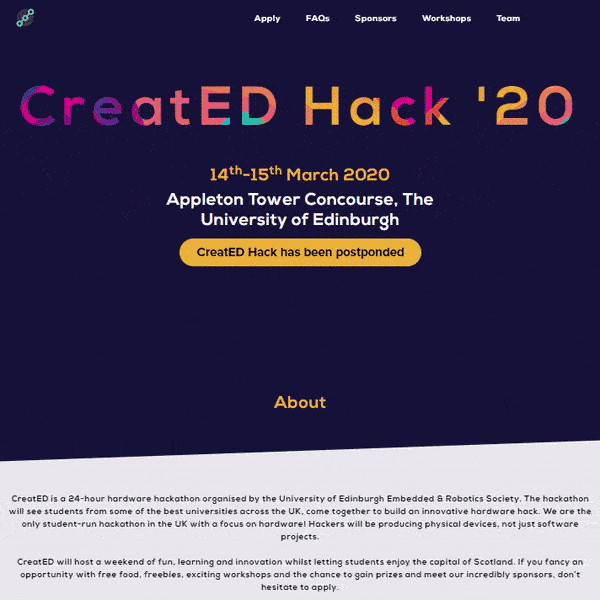 Apply FAQs Sponsors Workshops Team
CreatED Hack '20
14th-15th March 2020
Appleton Tower Concourse, The
University of Edinburgh
CreatED Hack has been postponded
About
CreatED is a 24-hour hardware hackathon organised by the University of Edinburgh Embedded & Robotics Society. The hackathon
will see students from some of the best universities across the UK, come together to build an innovative hardware hack. We are the
only student-run hackathon in the UK with a focus on hardware! Hackers will be producing physical devices, not just software
projects.
CreatED will host a weekend of fun, learning and innovation whilst letting students enjoy the capital of Scotland. If you fancy an
opportunity with free food, freebies, exciting workshops and the chance to gain prizes and meet our incredibly sponsors, don't
hesitate to apply.